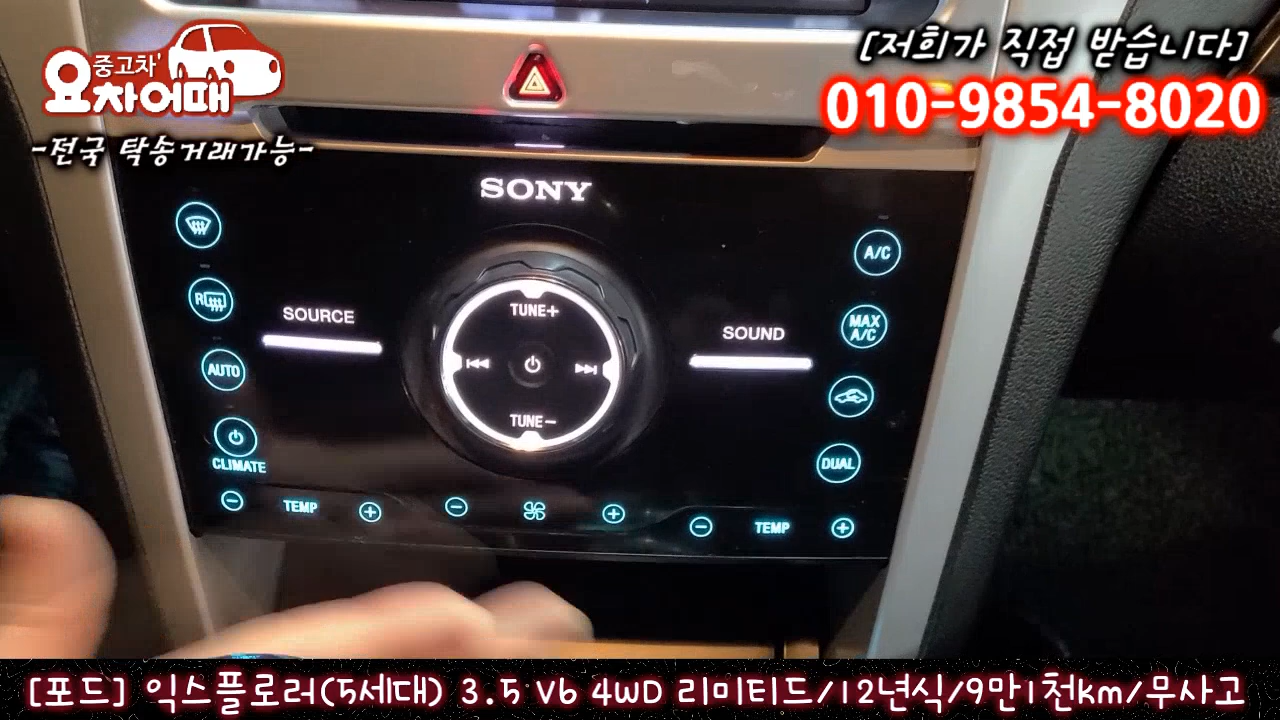 중고차'
요차어때
-전국 탁송거래가능-
[저희가 직접 받습니다]
010-9854-8020
SONY
A/C
R
SOURCE
TUNE+
SOUND
MAX
A/C
AUTO
TUNE-
CLIMATE
DUAL
TEMP
TEMP
[포드] 익스플로러(5세대) 3.5 V6 4WD 리미티드/12년식/9만1천km/무사고